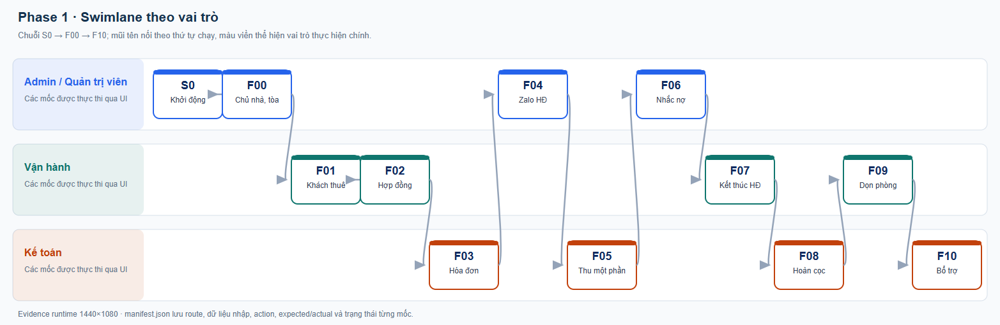 Phase 1 · Swimlane theo vai trò
Chuỗi S0 → F00 → F10; mũi tên nối theo thứ tự chạy, màu viền thể hiện vai trò thực hiện chính.
Admin / Quản trị viên
Các mốc được thực thi qua UI
S0
Khởi động
F00
Chủ nhà, tòa
F04
Zalo HĐ
F06
Nhắc nợ
Vận hành
Các mốc được thực thi qua UI
F01
Khách thuê
F02
Hợp đồng
F07
Kết thúc HĐ
F09
Dọn phòng
Kế toán
Các mốc được thực thi qua UI
F03
Hóa đơn
F05
Thu một phần
F08
Hoàn cọc
F10
Bổ trợ
Evidence runtime 1440×1080 · manifest.json lưu route, dữ liệu nhập, action, expected/actual và trạng thái từng mốc.